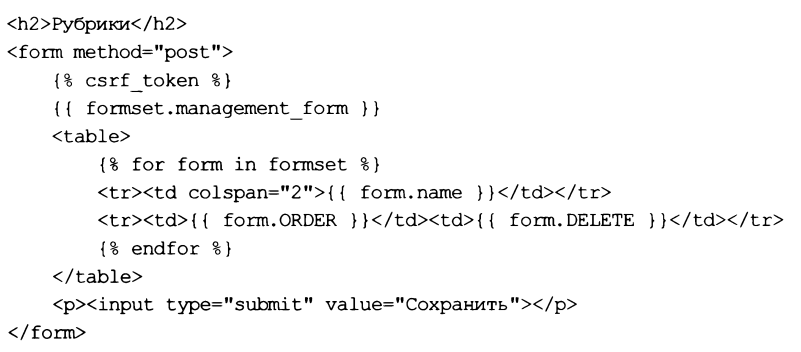 <h2>Рубрики</h2>
<form method="post">
    {% csrf_token %}
    {{ formset.management_form }}
    <table>
        {% for form in formset %}
        <tr><td colspan="2">{{ form.name }}</td></tr>
        <tr><td>{{ form.ORDER }}</td><td>{{ form.DELETE }}</td></tr>
        {% endfor %}
    </table>
    <p><input type="submit" value="Сохранить"></p>
</form>